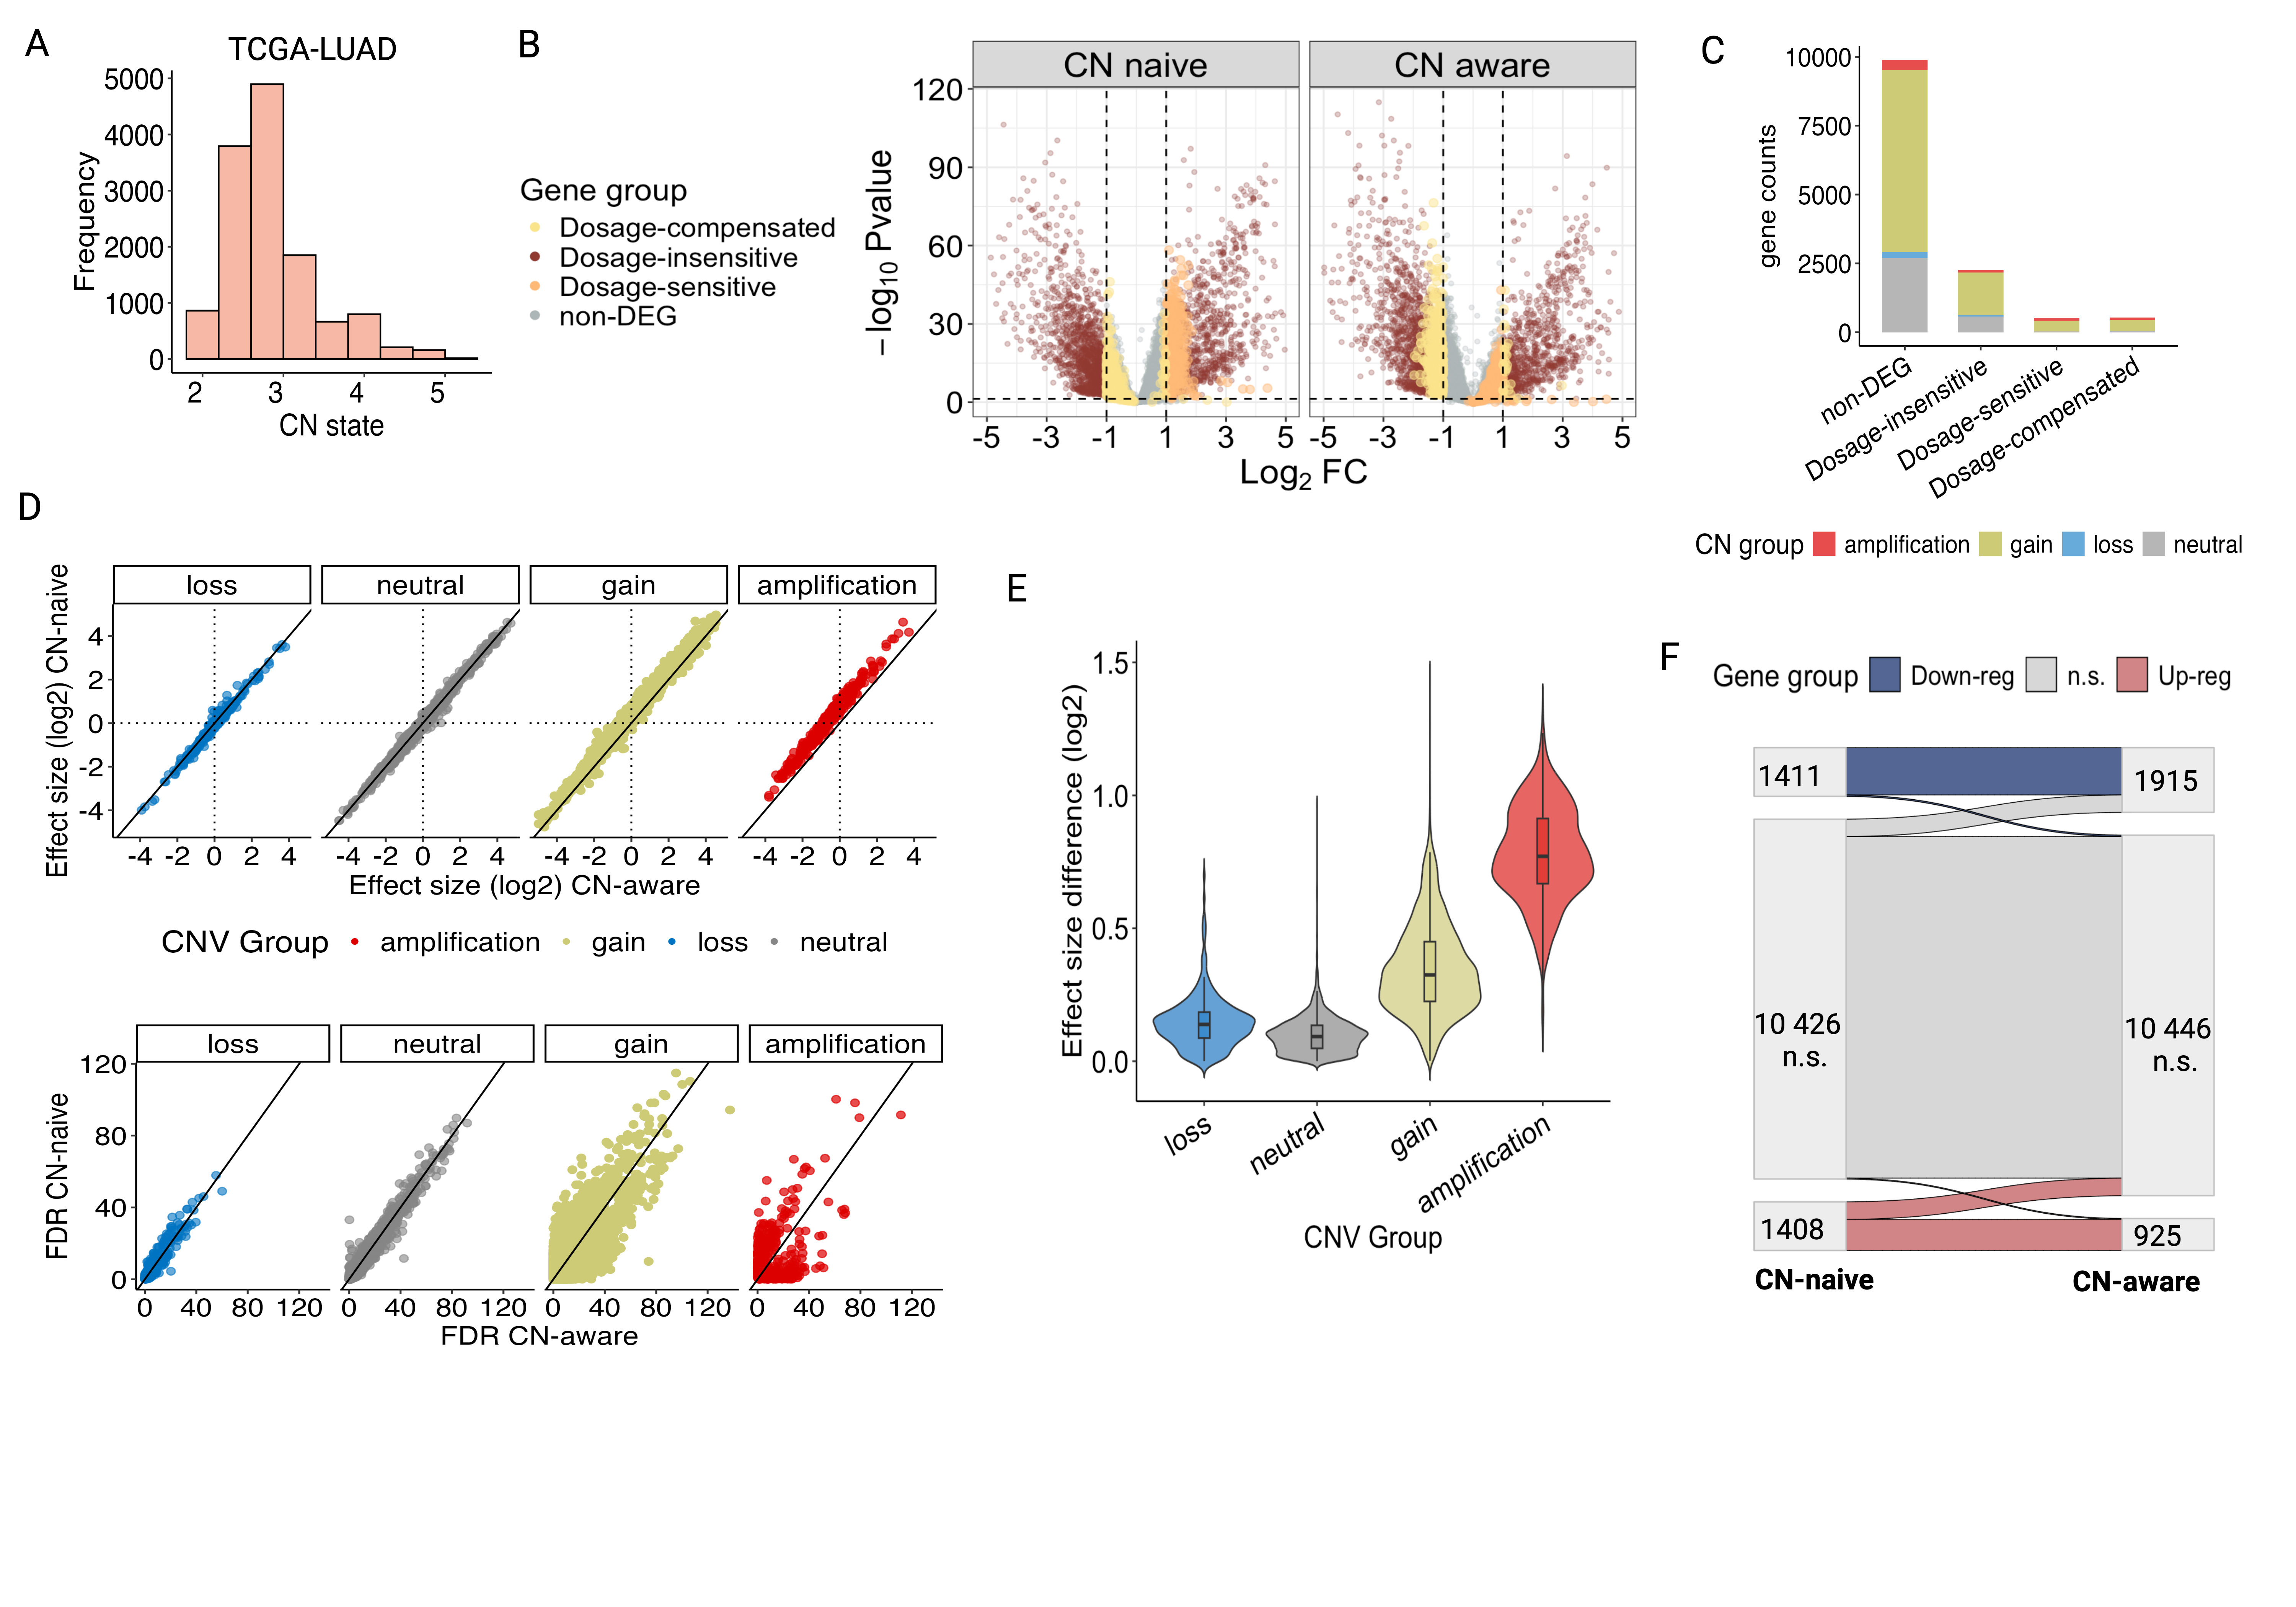 A
TCGA-LUAD
5000
4000
3000
2000
1000
0
Frequency
2 3 4 5
CN state
B
Gene group
Dosage-compensated
Dosage-insensitive
Dosage-sensitive
non-DEG
CN naive CN aware
120
90
60
30
0
− log10 Pvalue
-5 -3 -1 1 3 5 -5 -3 -1 1 3 5
Log2 FC
C
10000
7500
5000
2500
0
gene counts
non-DEG
Dosage-insensitive
Dosage-sensitive
Dosage-compensated
CN group amplification gain loss neutral
D
loss neutral gain amplification
4
2
0
-2
-4
Effect size (log2) CN-naive
-4 -2 0 2 4 -4 -2 0 2 4 -4 -2 0 2 4 -4 -2 0 2 4
Effect size (log2) CN-aware
CNV Group amplification gain loss neutral
loss neutral gain amplification
120
80
40
0
FDR CN-naive
0 40 80 120 0 40 80 120 0 40 80 120 0 40 80 120
FDR CN-aware
E
1.5
1.0
0.5
0.0
Effect size difference (log2)
loss
neutral
gain
amplification
CNV Group
F
Gene group Down-reg n.s. Up-reg
1411
1915
10 426
n.s.
10 446
n.s.
1408
925
CN-naive
CN-aware